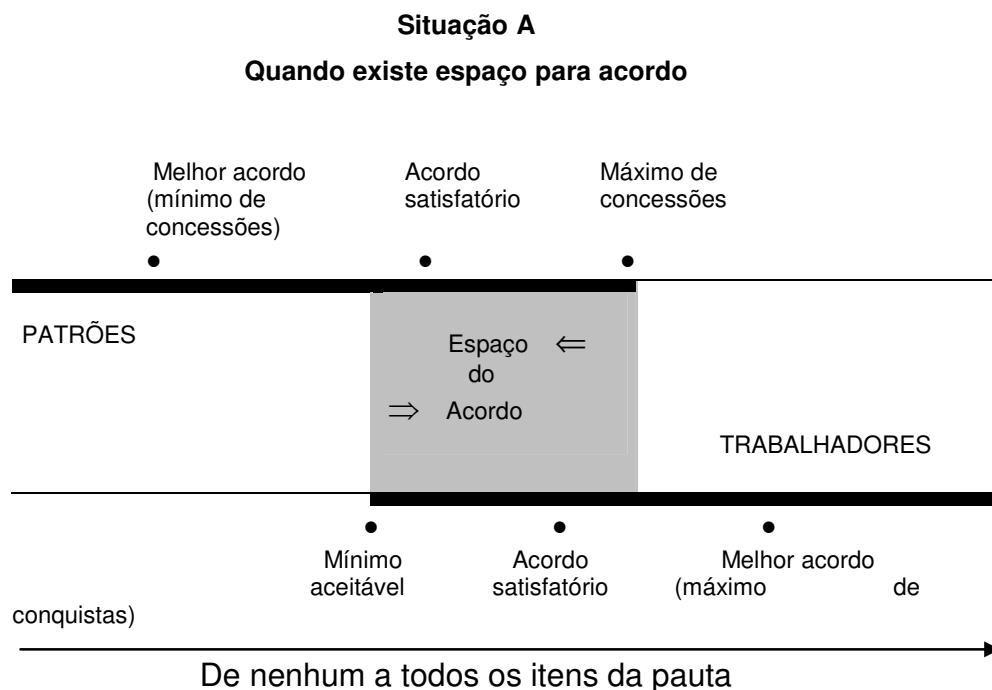 Situação A
Quando existe espaço para acordo
Melhor acordo
(mínimo de
concessões)
Acordo
satisfatório
Máximo de
concessões
PATRÕES
Espaço ⇐
do
⇒ Acordo
TRABALHADORES
Mínimo
aceitável
Acordo
satisfatório
Melhor acordo
(máximo de
conquistas)
De nenhum a todos os itens da pauta